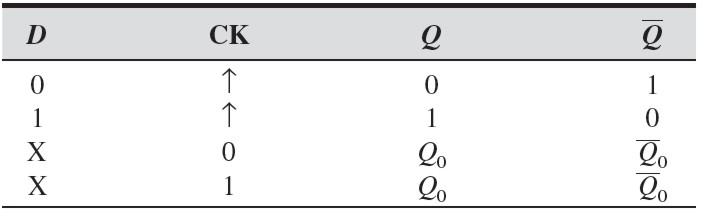 D CK Q Q̅
0 ↑ 0 1
1 ↑ 1 0
X 0 Q₀ Q̅₀
X 1 Q₀ Q̅₀